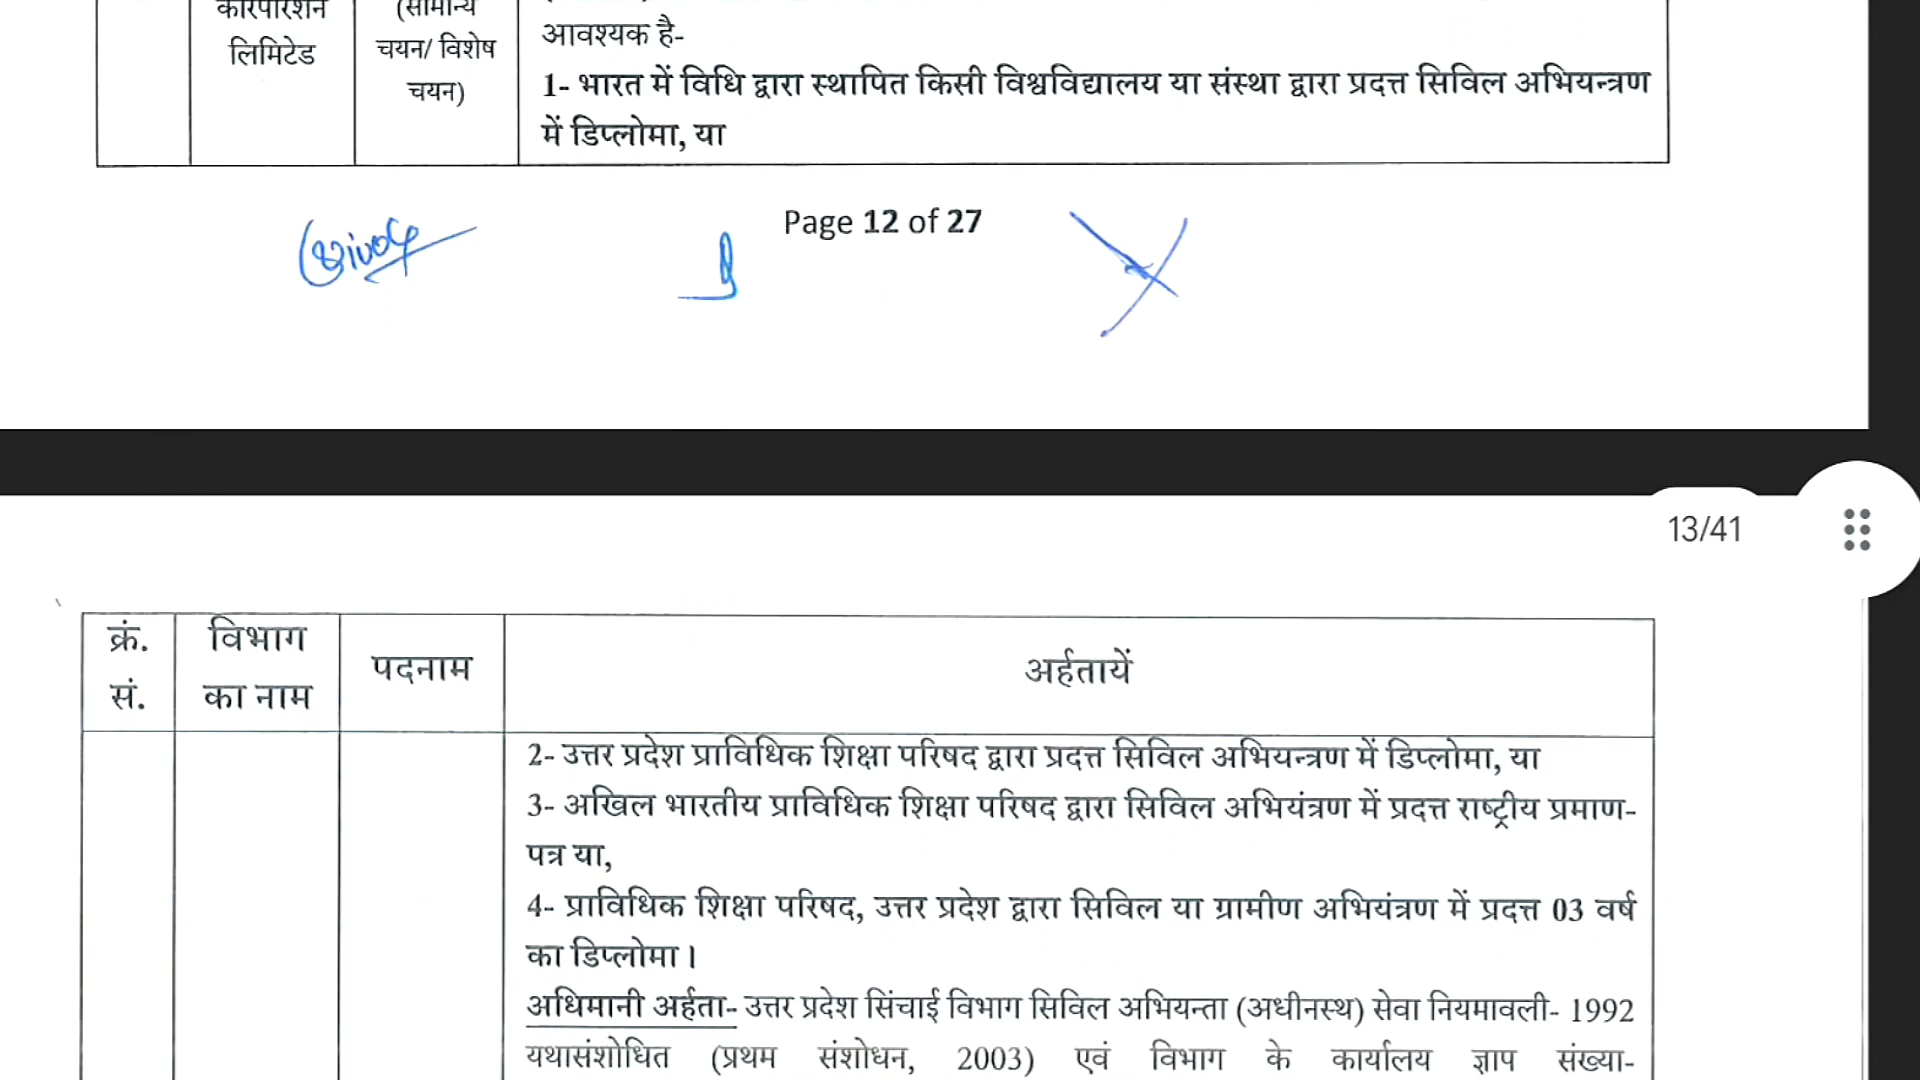 कारपोरेशन
लिमिटेड
(सामान्य
चयन/ विशेष
चयन)
आवश्यक है-
1- भारत में विधि द्वारा स्थापित किसी विश्वविद्यालय या संस्था द्वारा प्रदत्त सिविल अभियन्त्रण
में डिप्लोमा, या
Page 12 of 27
13/41
क्रं.
सं.
विभाग
का नाम
पदनाम
अर्हतायें
2- उत्तर प्रदेश प्राविधिक शिक्षा परिषद द्वारा प्रदत्त सिविल अभियन्त्रण में डिप्लोमा, या
3- अखिल भारतीय प्राविधिक शिक्षा परिषद द्वारा सिविल अभियंत्रण में प्रदत्त राष्ट्रीय प्रमाण-
पत्र या,
4- प्राविधिक शिक्षा परिषद, उत्तर प्रदेश द्वारा सिविल या ग्रामीण अभियंत्रण में प्रदत्त 03 वर्ष
का डिप्लोमा।
अधिमानी अर्हता- उत्तर प्रदेश सिंचाई विभाग सिविल अभियन्ता (अधीनस्थ) सेवा नियमावली- 1992
यथासंशोधित (प्रथम संशोधन, 2003) एवं विभाग के कार्यालय ज्ञाप संख्या-